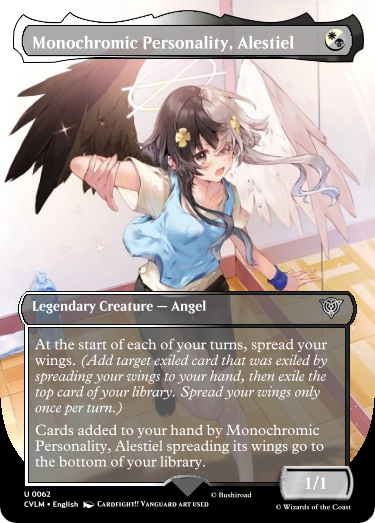 Monochromic Personality, Alestiel
Legendary Creature — Angel
At the start of each of your turns, spread your
wings. (Add target exiled card that was exiled by
spreading your wings to your hand, then exile the
top card of your library. Spread your wings only
once per turn.)
Cards added to your hand by Monochromic
Personality, Alestiel spreading its wings go to
the bottom of your library.
1/1
U 0062
CVLM • English CARDFIGHT!! VANGUARD ART USED
© Bushiroad
© Wizards of the Coast